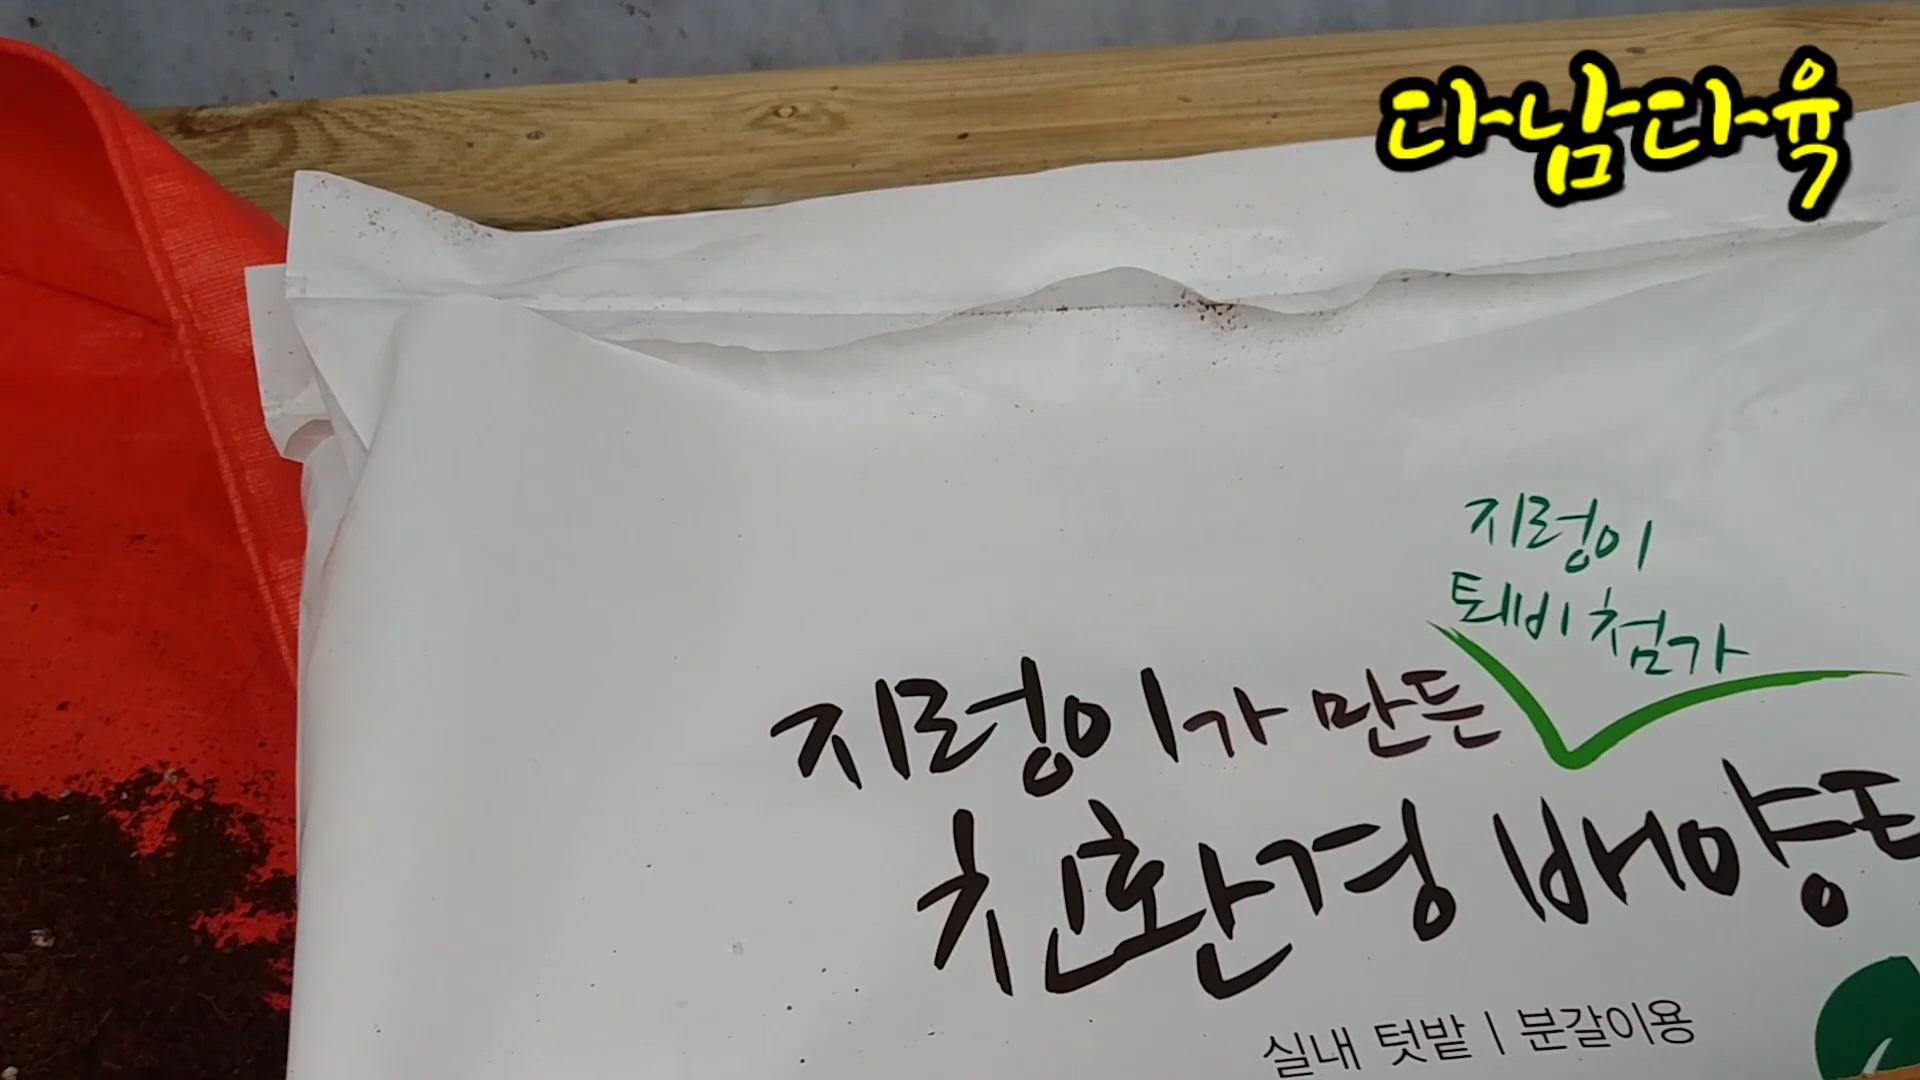 다남다육
지렁이
퇴비 첨가
지렁이가 만든
친환경 배양
실내 텃밭 | 분갈이용